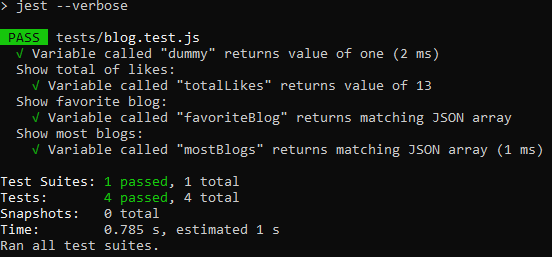 > jest --verbose
PASS tests/blog.test.js
√ Variable called "dummy" returns value of one (2 ms)
Show total of likes:
√ Variable called "totalLikes" returns value of 13
Show favorite blog:
√ Variable called "favoriteBlog" returns matching JSON array
Show most blogs:
√ Variable called "mostBlogs" returns matching JSON array (1 ms)
Test Suites: 1 passed, 1 total
Tests: 4 passed, 4 total
Snapshots: 0 total
Time: 0.785 s, estimated 1 s
Ran all test suites.